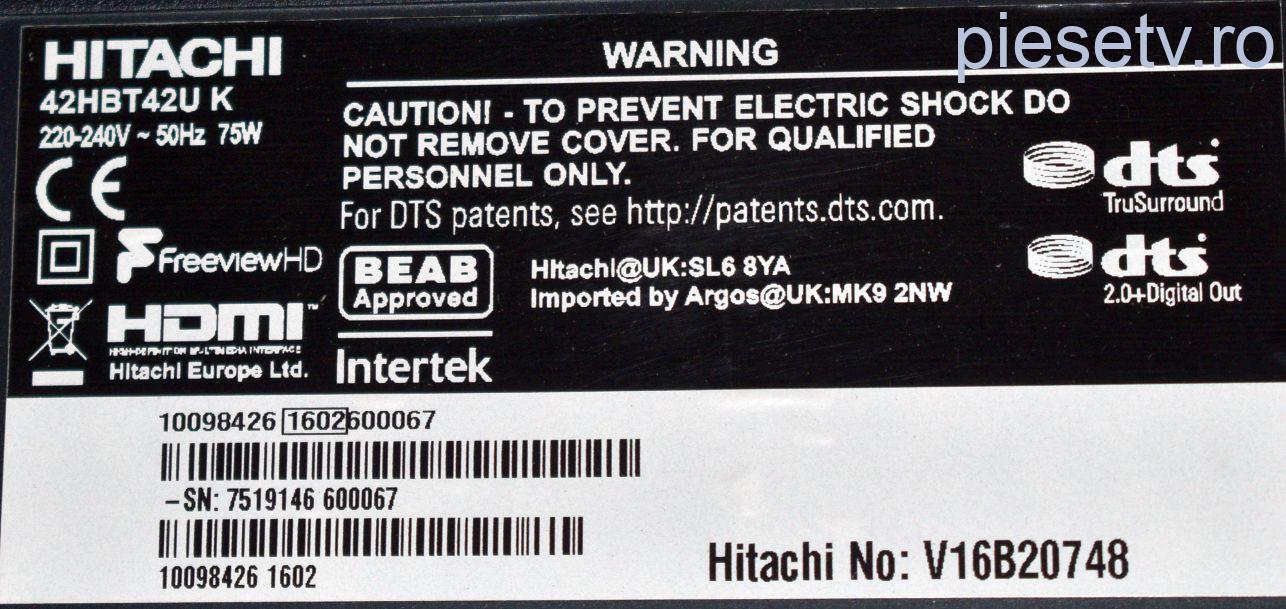 piesetv.ro
HITACHI
42HBT42U K
220-240V ~ 50Hz 75W
CE
FreeviewHD
HDMI™
HIGH-DEFINITION MULTIMEDIA INTERFACE
Hitachi Europe Ltd.
WARNING
CAUTION! - TO PREVENT ELECTRIC SHOCK DO
NOT REMOVE COVER. FOR QUALIFIED
PERSONNEL ONLY.
For DTS patents, see http://patents.dts.com.
BEAB
Approved
Intertek
Hitachi@UK:SL6 8YA
Imported by Argos@UK:MK9 2NW
dts
TruSurround
dts
2.0+Digital Out
10098426 1602600067
–SN: 7519146 600067
10098426 1602
Hitachi No: V16B20748